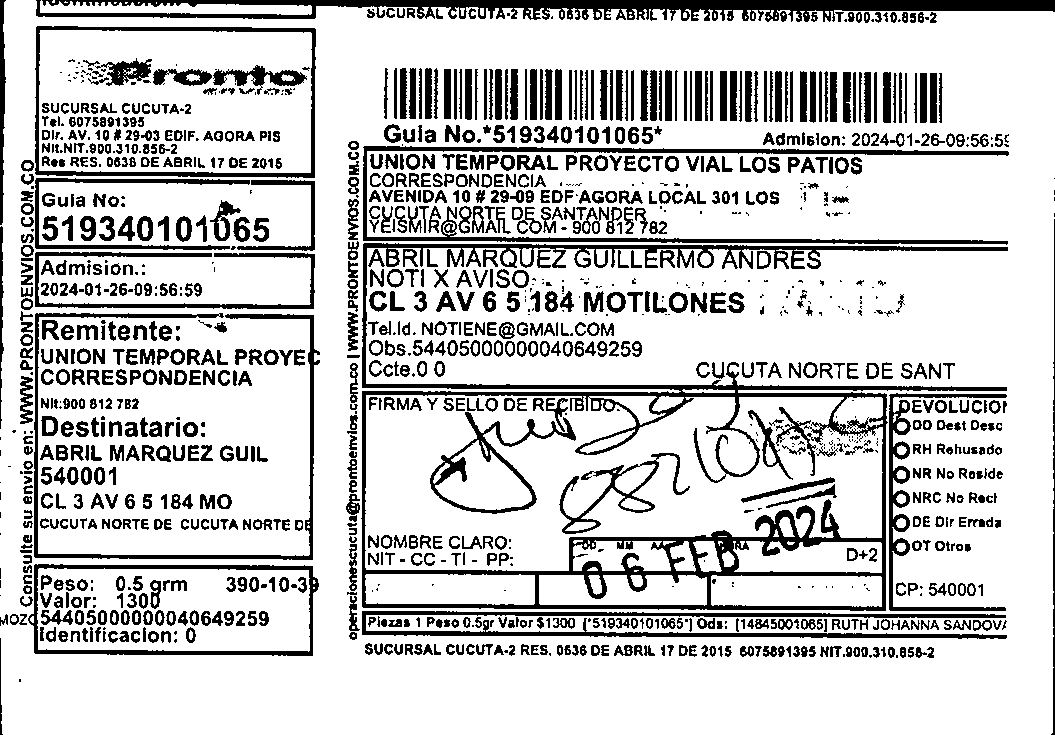 SUCURSAL CUCUTA-2 RES. 0636 DE ABRIL 17 DE 2015 6075891395 NIT.900.310.856-2
Pronto
SUCURSAL CUCUTA-2
Tel. 6075891395
Dir. AV. 10 # 29-03 EDIF. AGORA PIS
Nit.NIT.900.310.856-2
Res RES. 0636 DE ABRIL 17 DE 2015
Guia No:
519340101065
Admision.:
2024-01-26-09:56:59
Remitente:
UNION TEMPORAL PROYEC
CORRESPONDENCIA
Nit:900 812 782
Destinatario:
ABRIL MARQUEZ GUIL
540001
CL 3 AV 6 5 184 MO
CUCUTA NORTE DE CUCUTA NORTE DE
Peso: 0.5 grm 390-10-39
Valor: 1300
54405000000040649259
Identificacion: 0
Consulte su envio en: WWW.PRONTOENVIOS.COM.CO
operacionescucuta@prontoenvios.com.co | WWW.PRONTOENVIOS.COM.CO
Guia No.*519340101065* Admision: 2024-01-26-09:56:59
UNION TEMPORAL PROYECTO VIAL LOS PATIOS
CORRESPONDENCIA
AVENIDA 10 # 29-09 EDF AGORA LOCAL 301 LOS
CUCUTA NORTE DE SANTANDER
YEISMIR@GMAIL COM - 900 812 782
ABRIL MARQUEZ GUILLERMO ANDRES
NOTI X AVISO
CL 3 AV 6 5 184 MOTILONES
Tel.Id. NOTIENE@GMAIL.COM
Obs.54405000000040649259
Ccte.0 0 CUCUTA NORTE DE SANT
FIRMA Y SELLO DE RECIBIDO:
NOMBRE CLARO:
NIT - CC - TI - PP:
DD MM
06 FEB 2024
D+2
DEVOLUCION
DD Dest Desc
RH Rehusado
NR No Reside
NRC No Recl
DE Dir Errada
OT Otros
CP: 540001
Piezas 1 Peso 0.5gr Valor $1300 [*519340101065*] Ods: [14845001065] RUTH JOHANNA SANDOVA
SUCURSAL CUCUTA-2 RES. 0636 DE ABRIL 17 DE 2015 6075891395 NIT.900.310.856-2